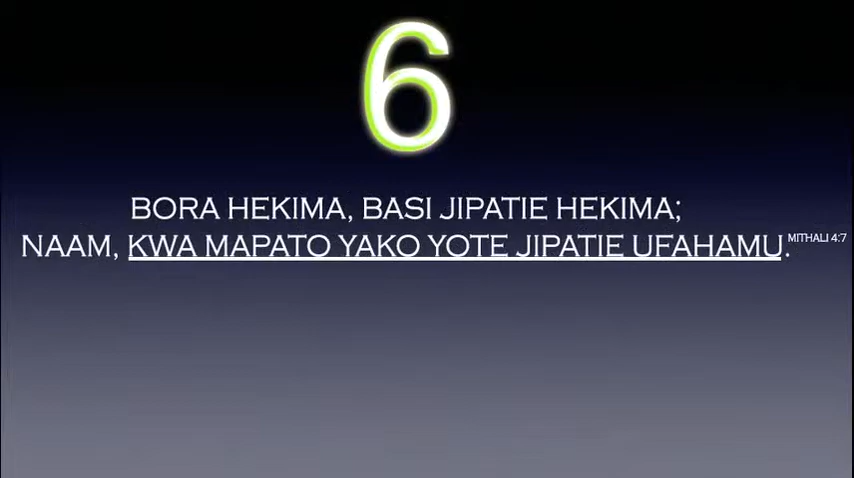 6
BORA HEKIMA, BASI JIPATIE HEKIMA;
NAAM, KWA MAPATO YAKO YOTE JIPATIE UFAHAMU. MITHALI 4:7